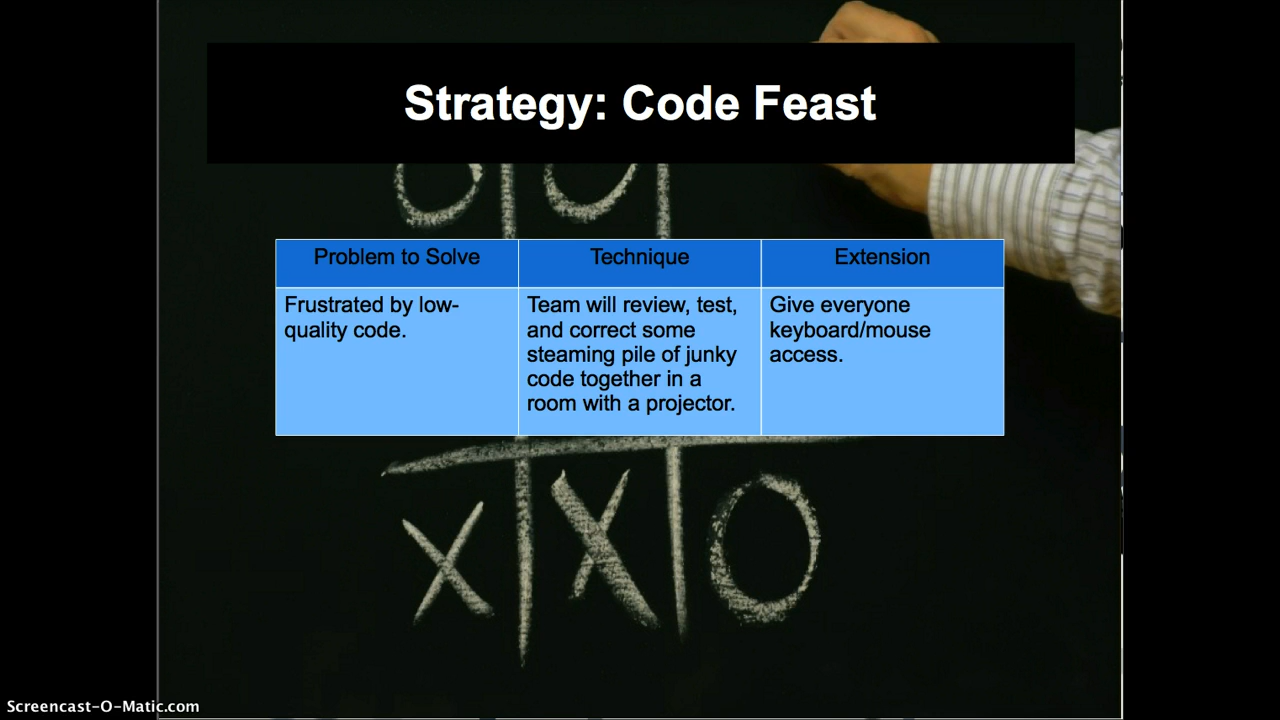 Strategy: Code Feast
Problem to Solve
Technique
Extension
Frustrated by low-
quality code.
Team will review, test,
and correct some
steaming pile of junky
code together in a
room with a projector.
Give everyone
keyboard/mouse
access.
X X O
Screencast-O-Matic.com